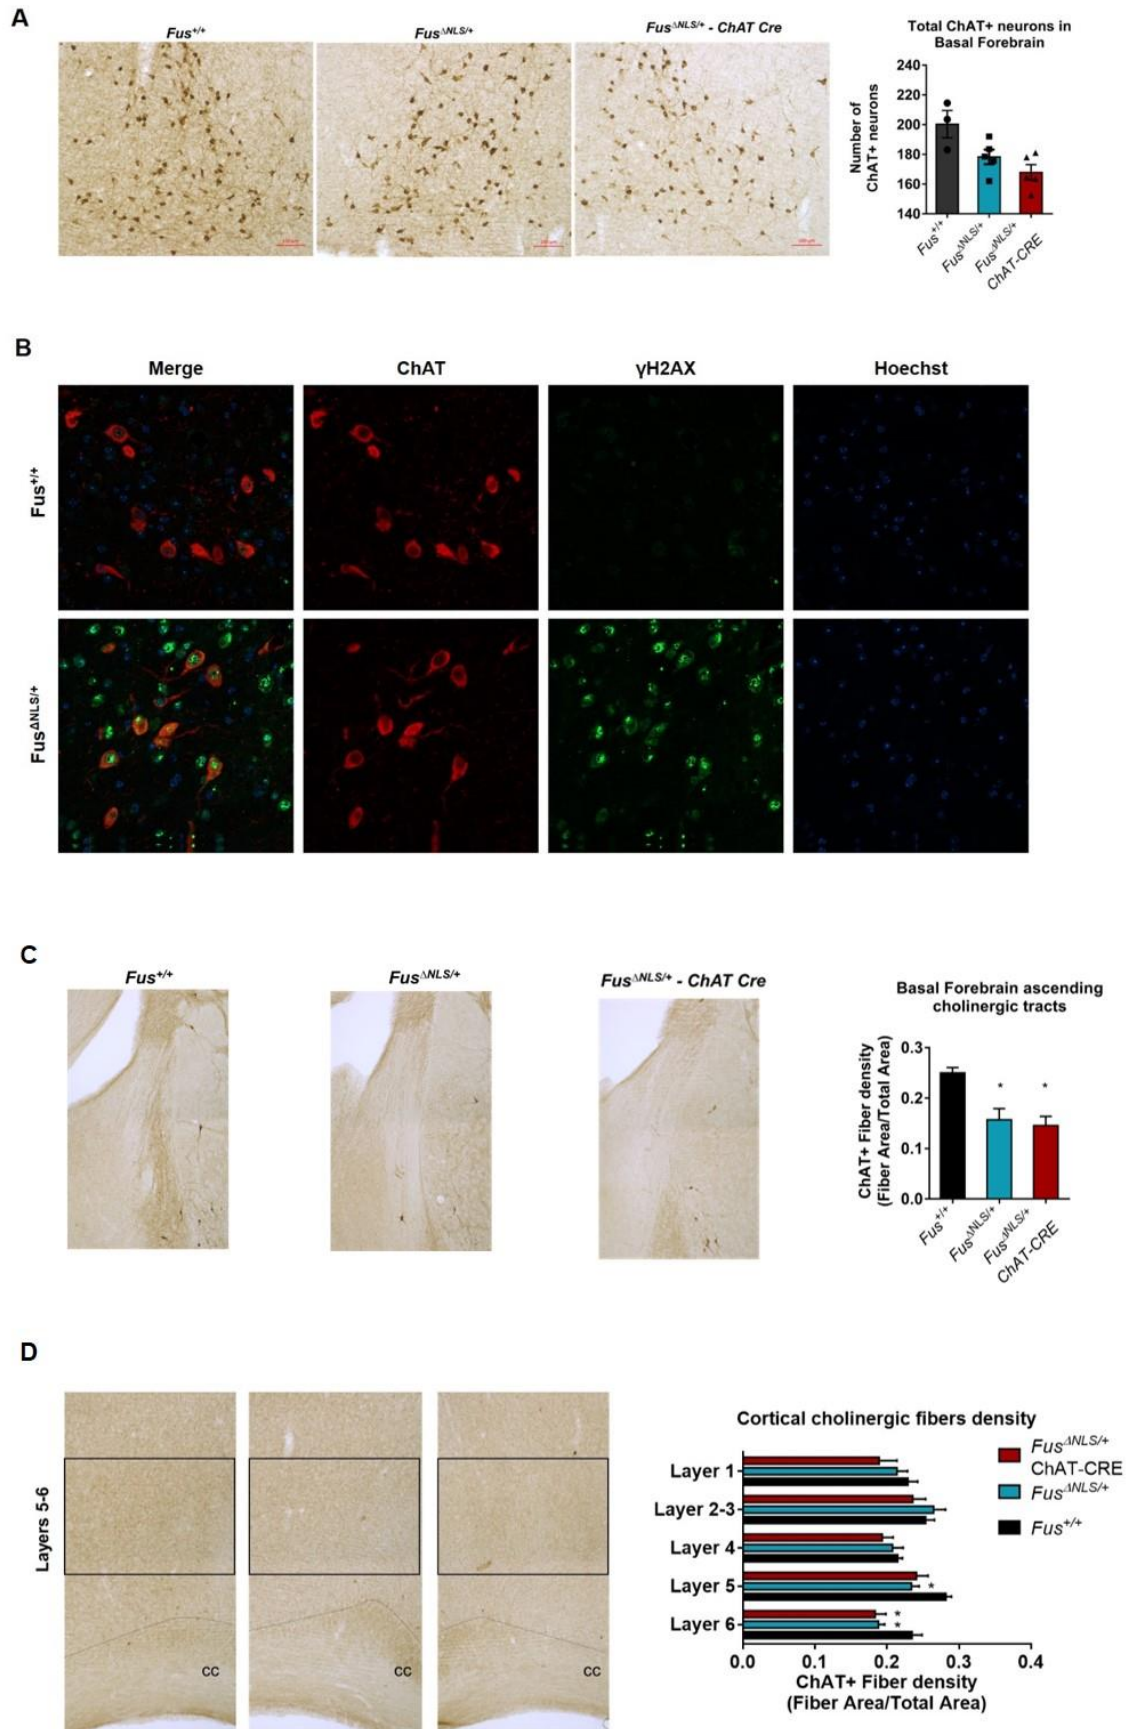 A
Fus+/+
FusΔNLS/+
FusΔNLS/+ - ChAT Cre
Total ChAT+ neurons in
Basal Forebrain
Number of
ChAT+ neurons
240
220
200
180
160
140
Fus+/+
FusΔNLS/+
FusΔNLS/+
ChAT-CRE
B
Merge
ChAT
γH2AX
Hoechst
Fus+/+
FusΔNLS/+
C
Fus+/+
FusΔNLS/+
FusΔNLS/+ - ChAT Cre
Basal Forebrain ascending
cholinergic tracts
ChAT+ Fiber density
(Fiber Area/Total Area)
0.3
0.2
0.1
0.0
* *
Fus+/+
FusΔNLS/+
FusΔNLS/+
ChAT-CRE
D
Layers 5-6
CC
CC
CC
Cortical cholinergic fibers density
FusΔNLS/+
ChAT-CRE
FusΔNLS/+
Fus+/+
Layer 1
Layer 2-3
Layer 4
Layer 5
*
Layer 6
*
*
0.0 0.1 0.2 0.3 0.4
ChAT+ Fiber density
(Fiber Area/Total Area)